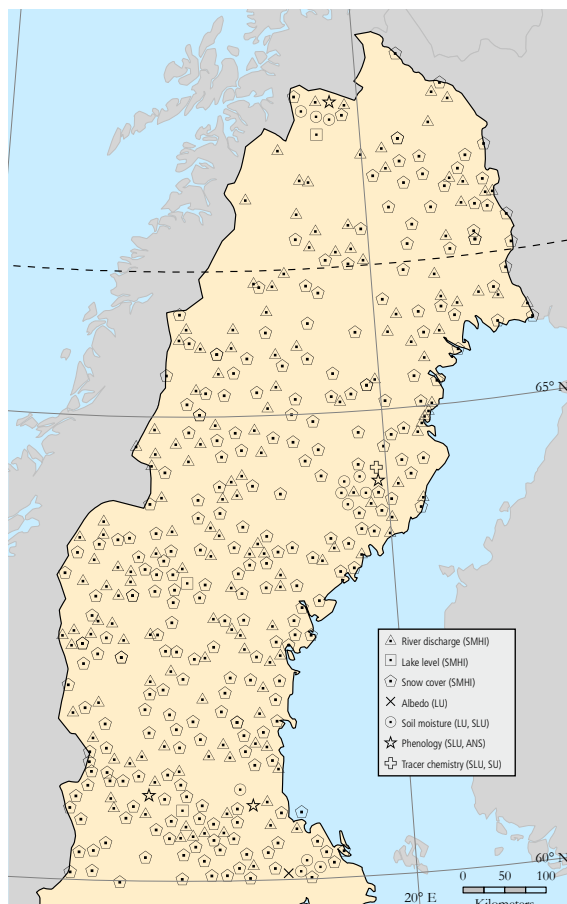 65° N
River discharge (SMHI)
Lake level (SMHI)
Snow cover (SMHI)
Albedo (LU)
Soil moisture (LU, SLU)
Phenology (SLU, ANS)
Tracer chemistry (SLU, SU)
60° N
20° E
0 50 100
Kilometers